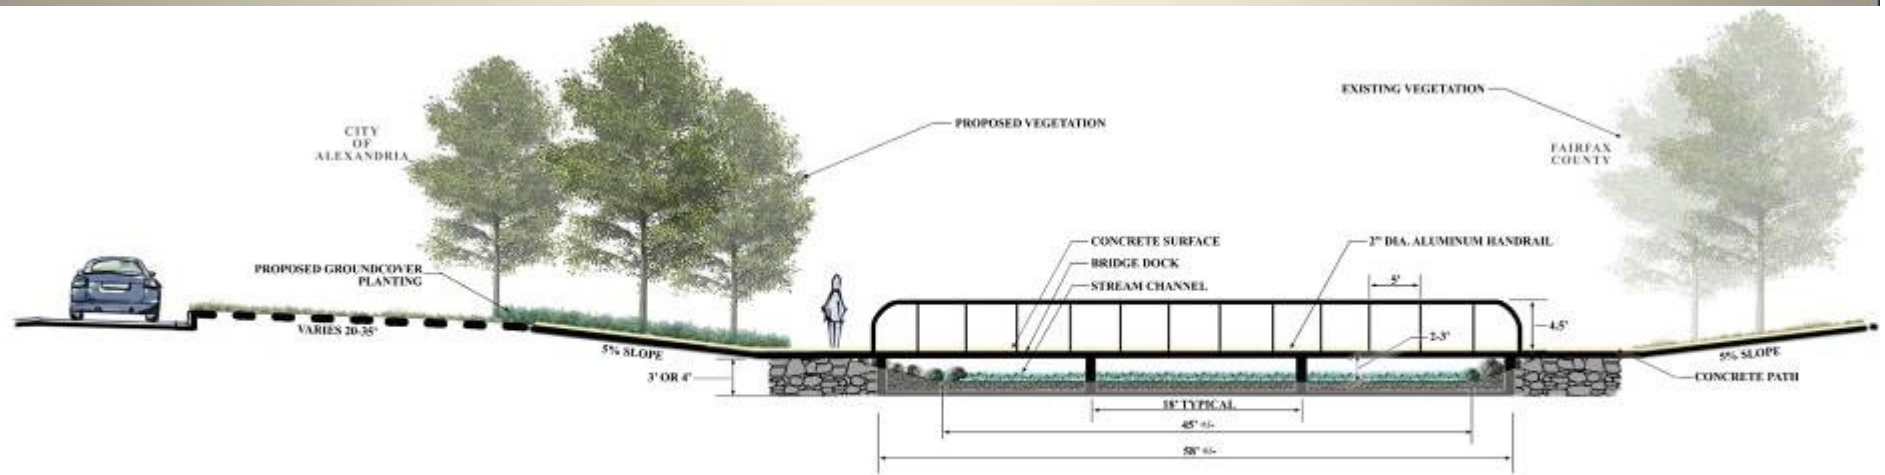 EXISTING VEGETATION
PROPOSED VEGETATION
CITY
OF
ALEXANDRIA
FAIRFAX
COUNTY
CONCRETE SURFACE
2" DIA. ALUMINUM HANDRAIL
BRIDGE DOCK
PROPOSED GROUNDCOVER
PLANTING
STREAM CHANNEL
5'
VARIES 20-35'
4.5'
2-3'
5% SLOPE
5% SLOPE
3' OR 4'
CONCRETE PATH
18' TYPICAL
45' +/-
58' +/-